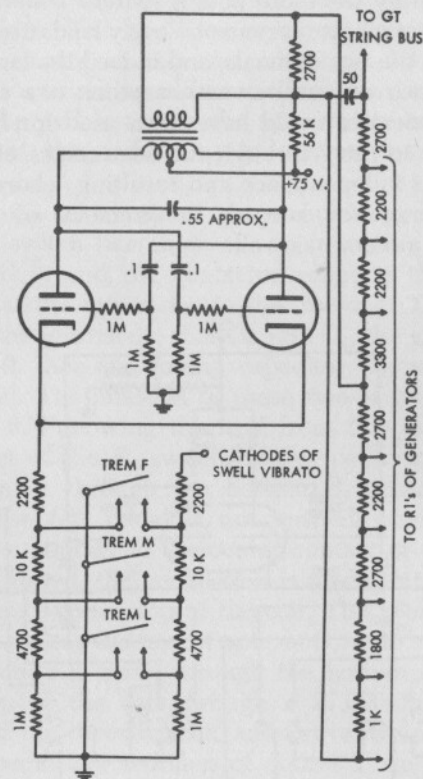 TO GT
STRING BUS
2700
50
56
+75 V.
2700
2200
.55 APPROX.
.1
.1
2200
1M
1M
1M
1M
3300
2700
CATHODES OF
SWELL VIBRATO
TREM F
2200
2200
2200
TREM M
10 K
10 K
2700
TO R1's OF GENERATORS
TREM L
4700
4700
1800
1M
1M
1K